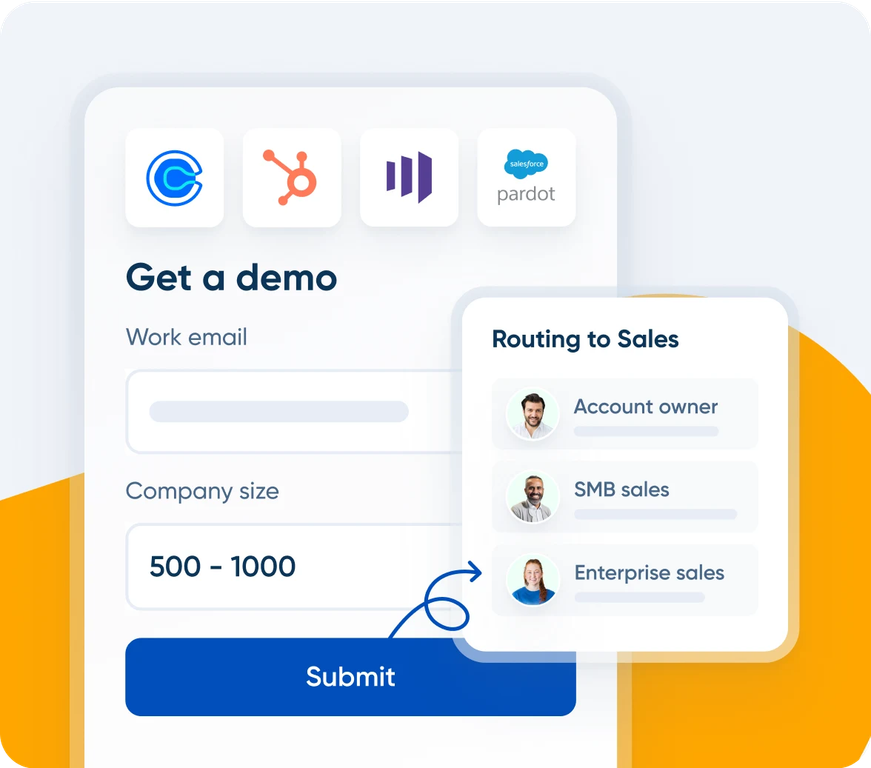 salesforce
pardot
Get a demo
Work email
Company size
500 - 1000
Submit
Routing to Sales
Account owner
SMB sales
Enterprise sales